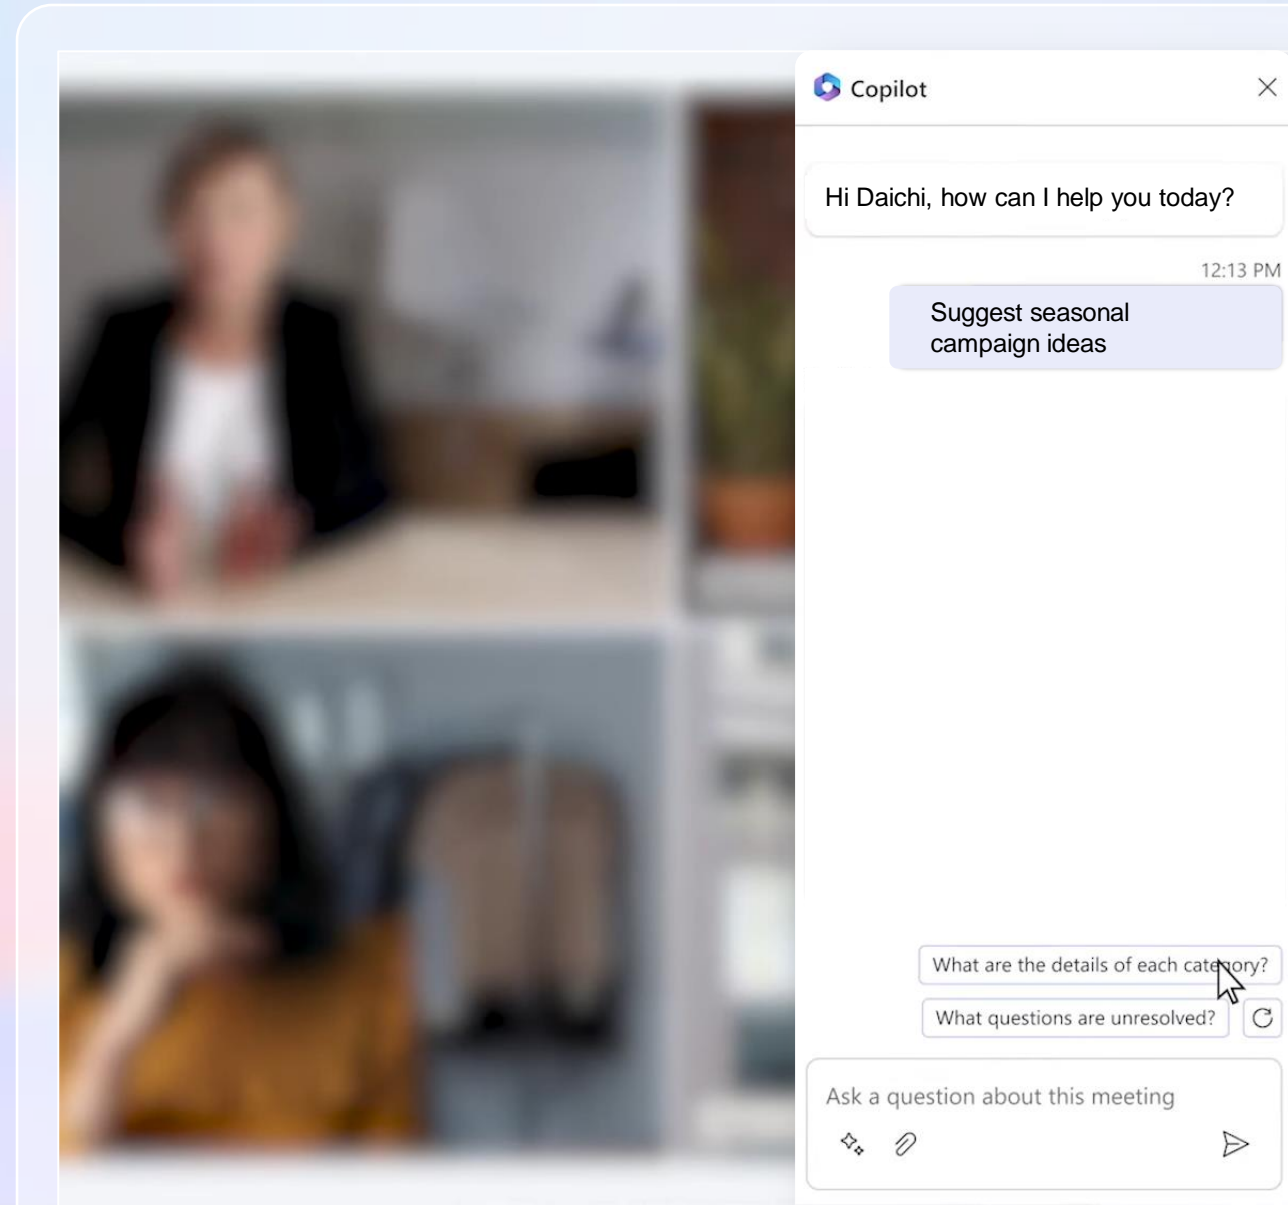 Copilot
Hi Daichi, how can I help you today?
12:13 PM
Suggest seasonal
campaign ideas
What are the details of each category?
What questions are unresolved?
Ask a question about this meeting